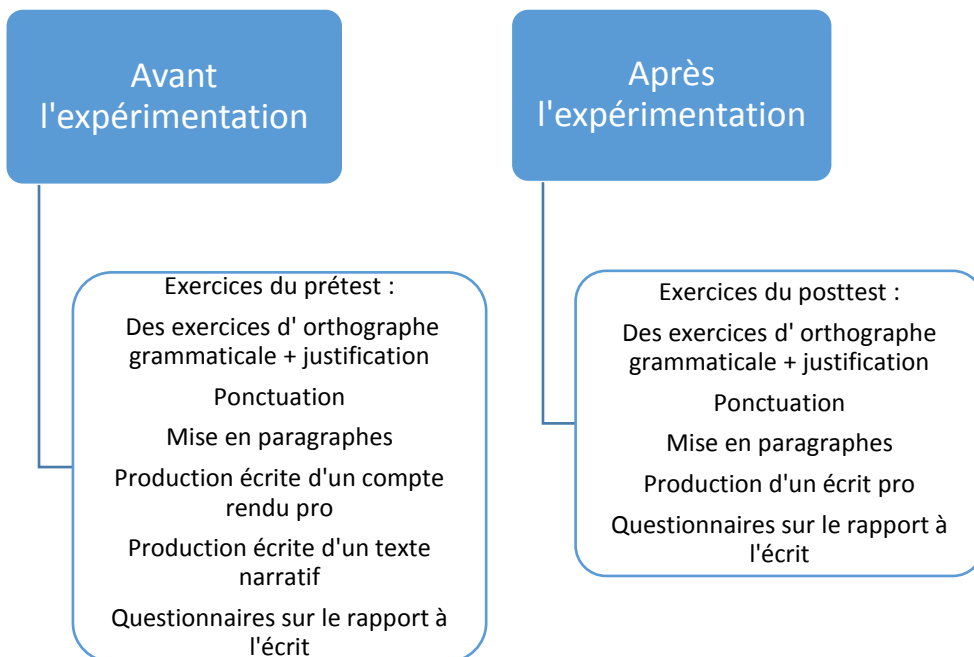 Avant
l'expérimentation
Exercices du prétest :
Des exercices d' orthographe
grammaticale + justification
Ponctuation
Mise en paragraphes
Production écrite d'un compte
rendu pro
Production écrite d'un texte
narratif
Questionnaires sur le rapport à
l'écrit
Après
l'expérimentation
Exercices du posttest :
Des exercices d' orthographe
grammaticale + justification
Ponctuation
Mise en paragraphes
Production d'un écrit pro
Questionnaires sur le rapport à
l'écrit